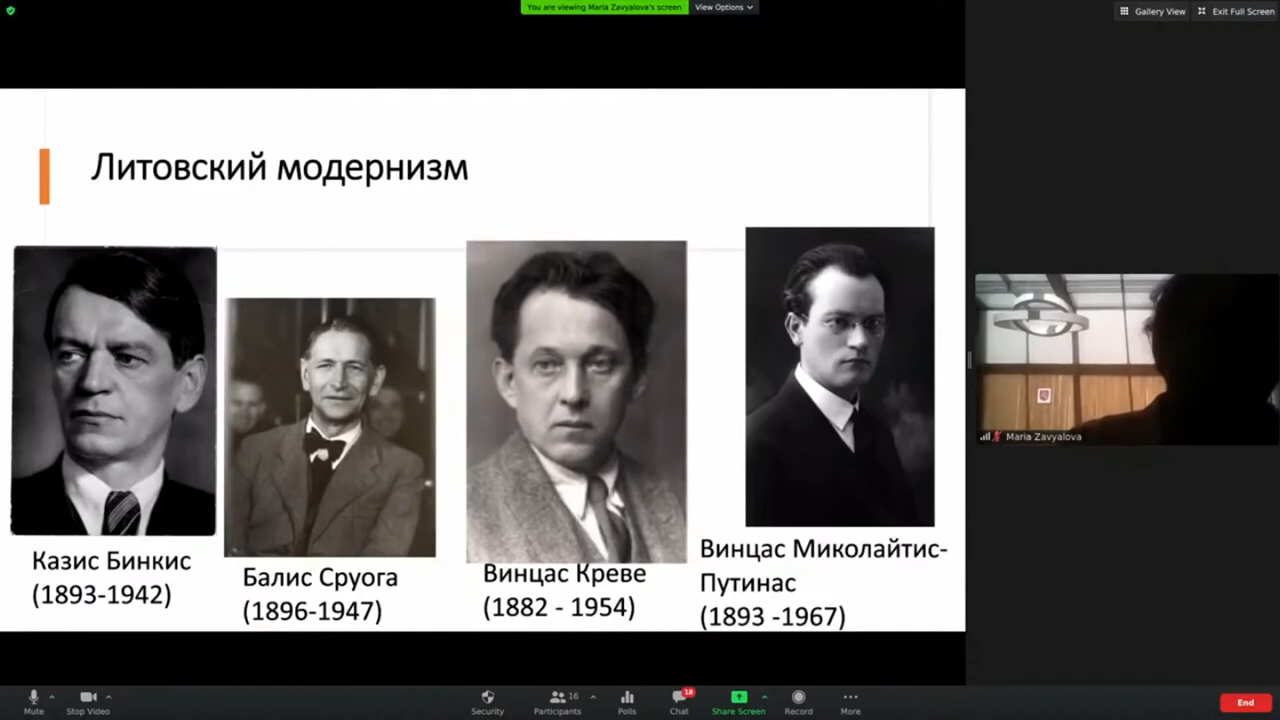 You are viewing Maria Zavyalova's screen
View Options
Gallery View
Exit Full Screen
Литовский модернизм
Казис Бинкис
(1893-1942)
Балис Сруога
(1896-1947)
Винцас Креве
(1882 - 1954)
Винцас Миколайтис-
Путинас
(1893 -1967)
Maria Zavyalova
Mute
Stop Video
Security
Participants
16
Polls
Chat
18
Share Screen
Record
More
End